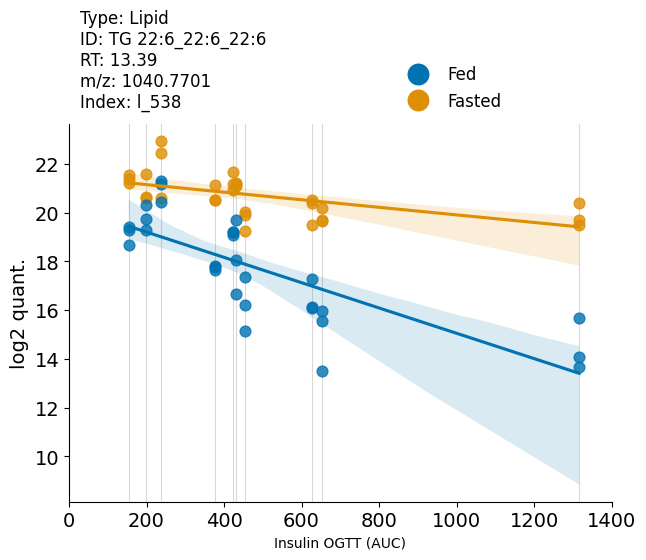 Type: Lipid
ID: TG 22:6_22:6_22:6
RT: 13.39
m/z: 1040.7701
Index: l_538
Fed
Fasted
22
20
18
16
14
12
10
log2 quant.
0 200 400 600 800 1000 1200 1400
Insulin OGTT (AUC)